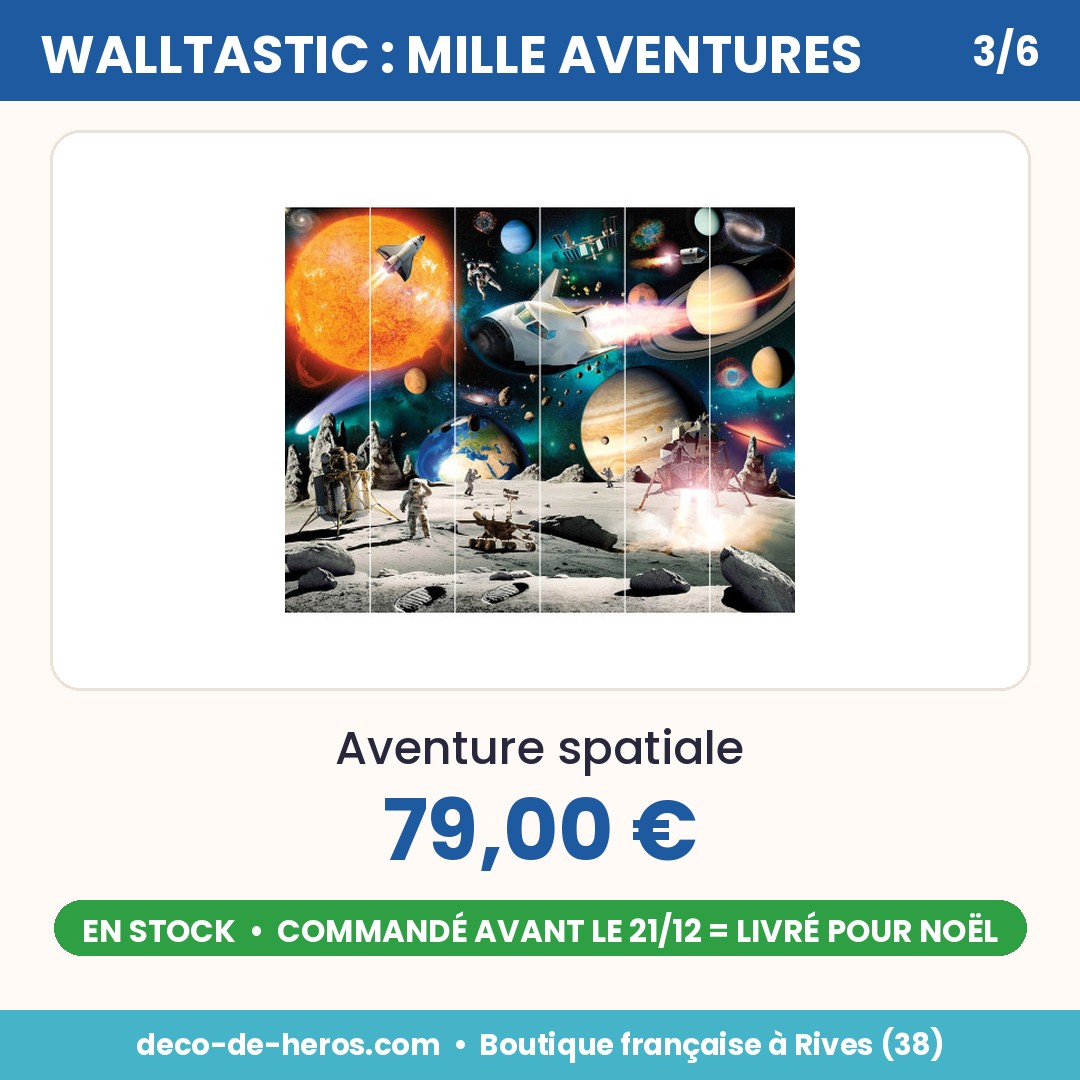 WALLTASTIC : MILLE AVENTURES
3/6
Aventure spatiale
79,00 €
EN STOCK • COMMANDÉ AVANT LE 21/12 = LIVRÉ POUR NOËL
deco-de-heros.com • Boutique française à Rives (38)